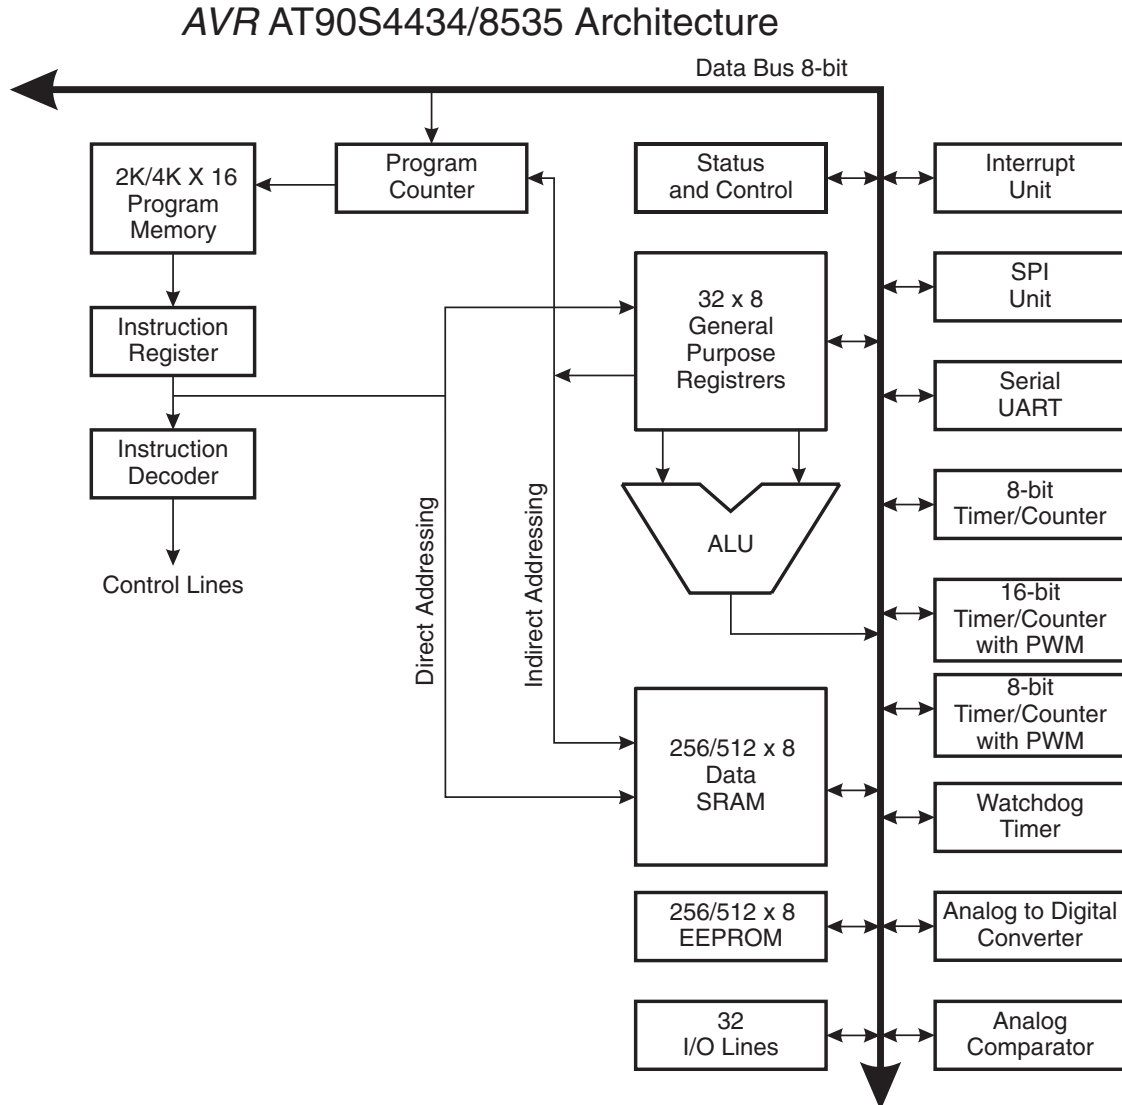 AVR AT90S4434/8535 Architecture
Data Bus 8-bit
2K/4K X 16
Program
Memory
Program
Counter
Status
and Control
Interrupt
Unit
32 x 8
General
Purpose
Registrers
SPI
Unit
Instruction
Register
Serial
UART
Instruction
Decoder
8-bit
Timer/Counter
ALU
Control Lines
Direct Addressing
Indirect Addressing
16-bit
Timer/Counter
with PWM
8-bit
Timer/Counter
with PWM
256/512 x 8
Data
SRAM
Watchdog
Timer
256/512 x 8
EEPROM
Analog to Digital
Converter
32
I/O Lines
Analog
Comparator